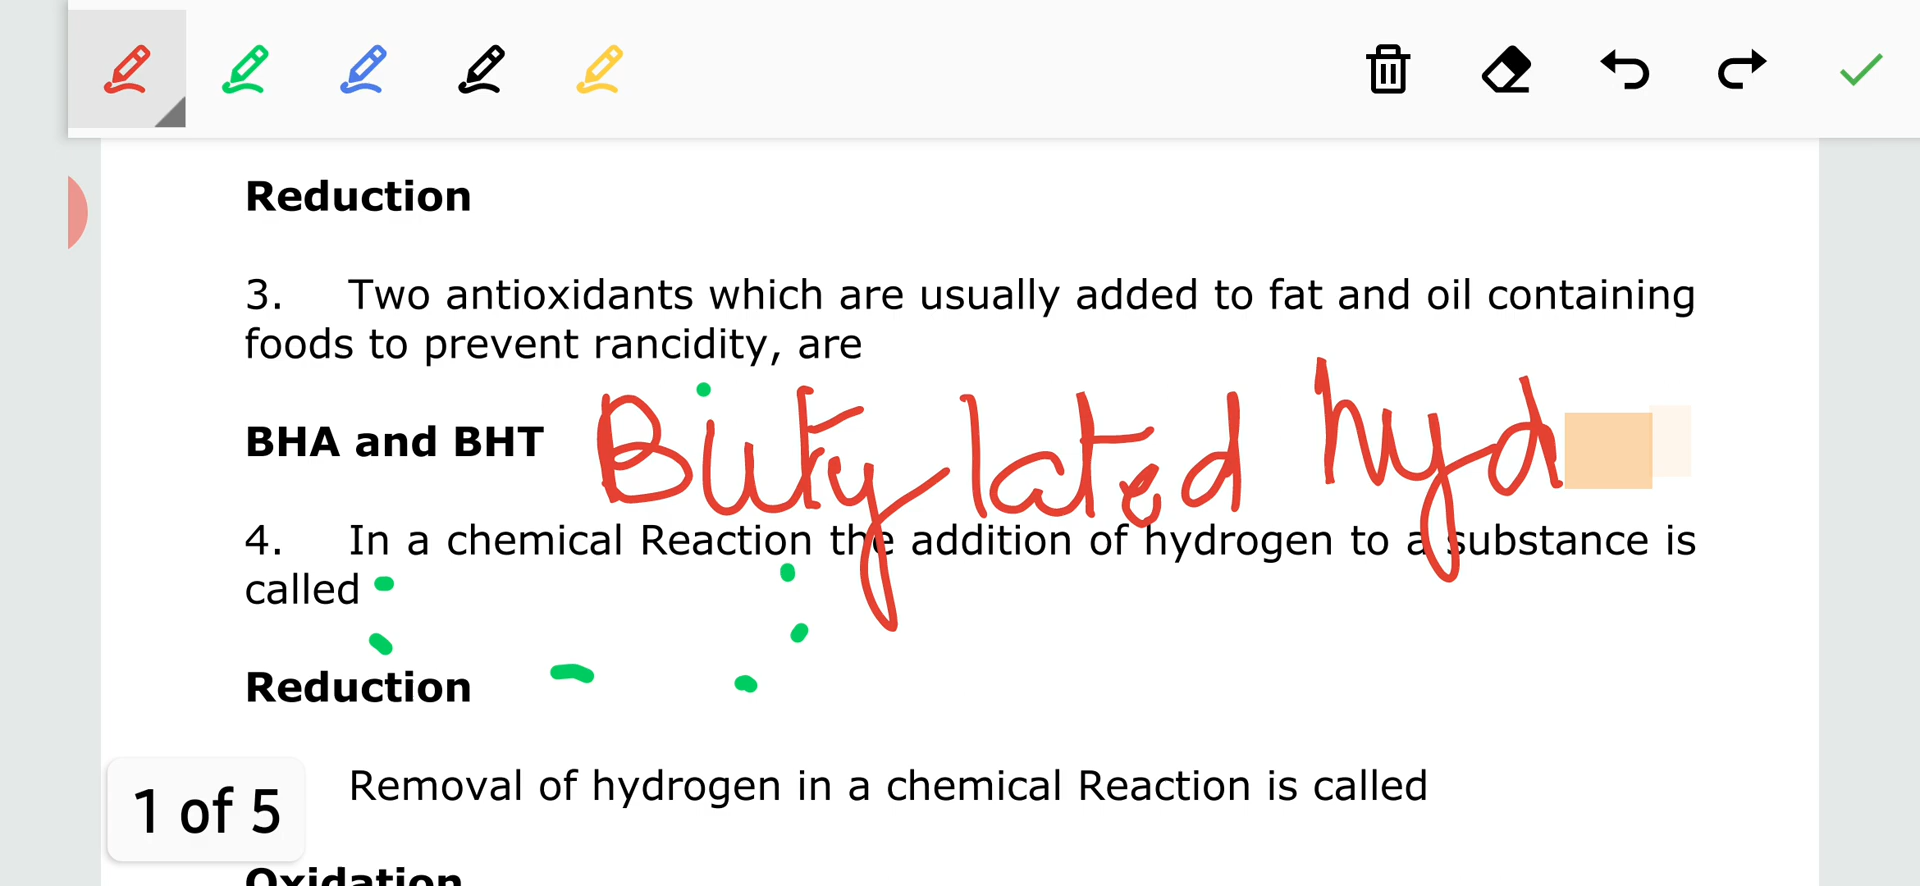 Reduction
3. Two antioxidants which are usually added to fat and oil containing
foods to prevent rancidity, are
BHA and BHT Butylated hyd
4. In a chemical Reaction the addition of hydrogen to a substance is
called
Reduction
Removal of hydrogen in a chemical Reaction is called
1 of 5
Oxidation